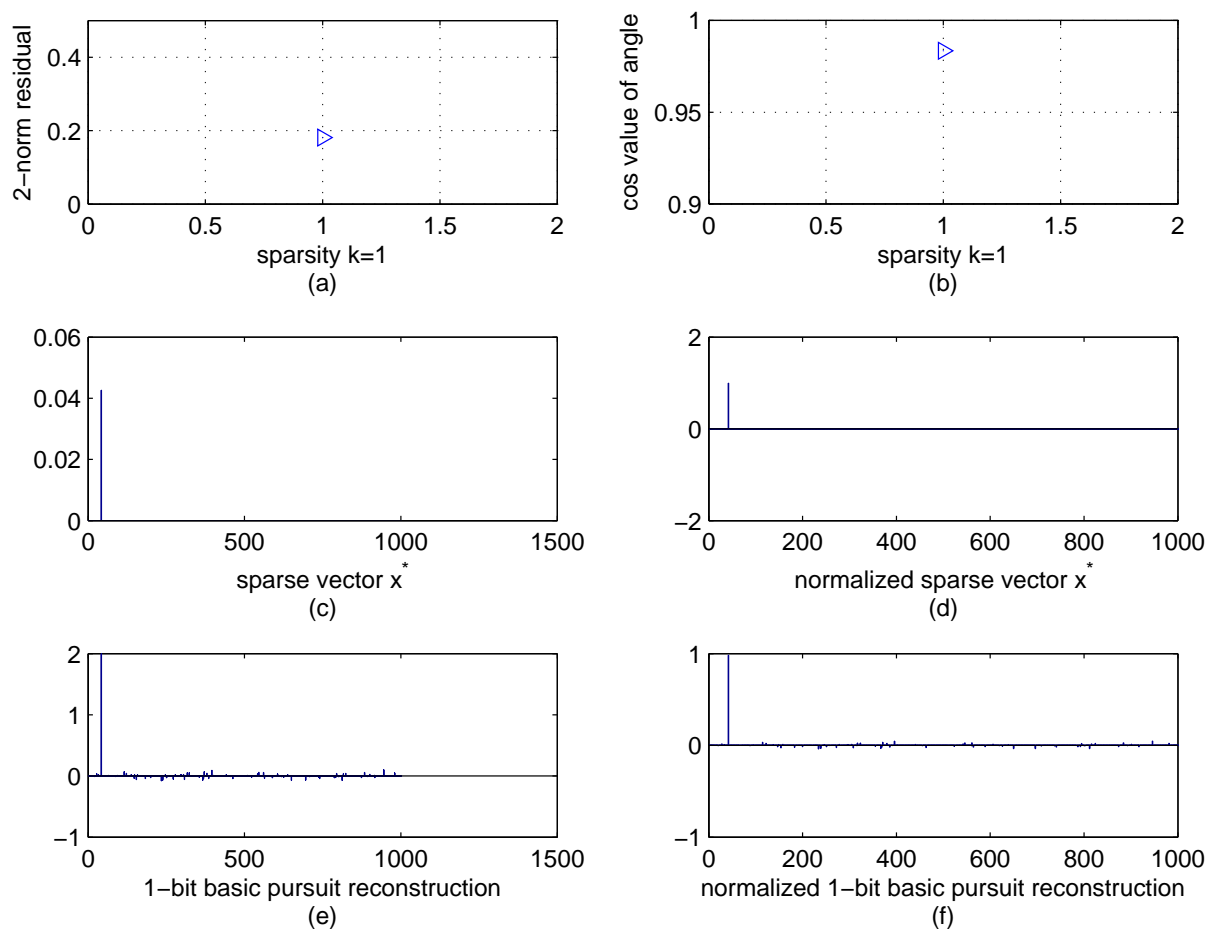 2−norm residual
0.4
0.2
0
0 0.5 1 1.5 2
sparsity k=1
(a)
cos value of angle
1
0.95
0.9
0 0.5 1 1.5 2
sparsity k=1
(b)
0.06
0.04
0.02
0
0 500 1000 1500
sparse vector x*
(c)
2
0
−2
0 200 400 600 800 1000
normalized sparse vector x*
(d)
2
1
0
−1
0 500 1000 1500
1−bit basic pursuit reconstruction
(e)
1
0
−1
0 200 400 600 800 1000
normalized 1−bit basic pursuit reconstruction
(f)